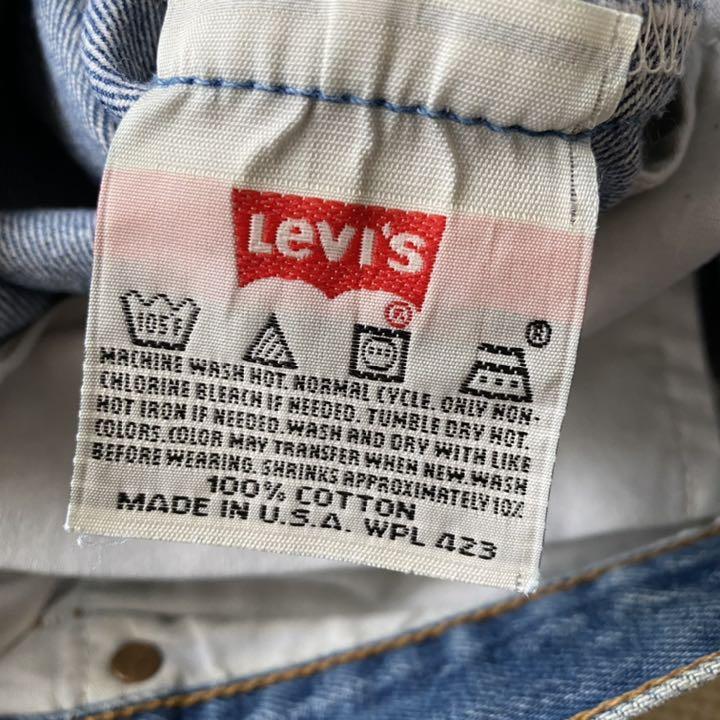 Levi's
®
105F
®
MACHINE WASH HOT. NORMAL CYCLE. ONLY NON-
CHLORINE BLEACH IF NEEDED. TUMBLE DRY HOT.
HOT IRON IF NEEDED. WASH AND DRY WITH LIKE
COLORS. COLOR MAY TRANSFER WHEN NEW. WASH
BEFORE WEARING. SHRINKS APPROXIMATELY 10%
100% COTTON
MADE IN U.S.A. WPL 423